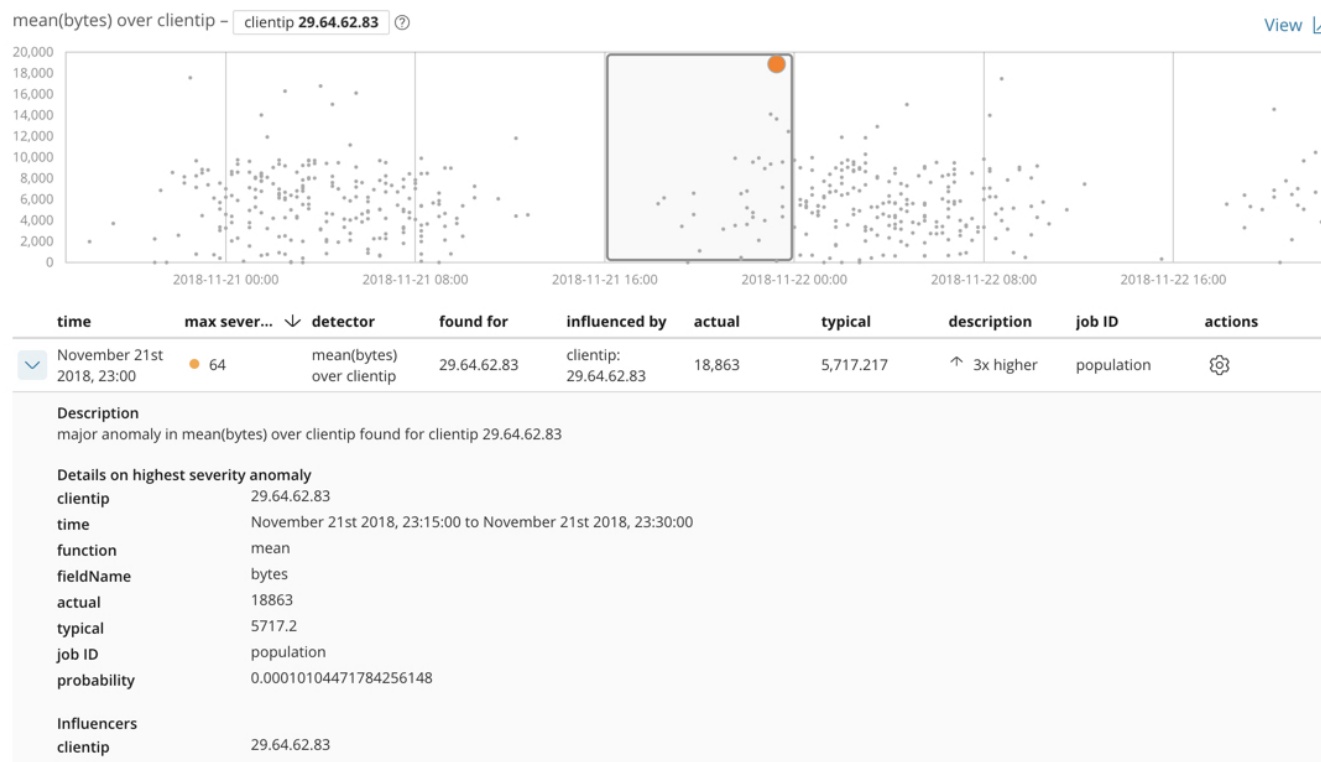 mean(bytes) over clientip – clientip 29.64.62.83 View
20,000
18,000
16,000
14,000
12,000
10,000
8,000
6,000
4,000
2,000
0
2018-11-21 00:00 2018-11-21 08:00 2018-11-21 16:00 2018-11-22 00:00 2018-11-22 08:00 2018-11-22 16:00
time max sever... detector found for influenced by actual typical description job ID actions
November 21st 2018, 23:00 64 mean(bytes) over clientip 29.64.62.83 clientip: 29.64.62.83 18,863 5,717.217 3x higher population
Description
major anomaly in mean(bytes) over clientip found for clientip 29.64.62.83
Details on highest severity anomaly
clientip 29.64.62.83
time November 21st 2018, 23:15:00 to November 21st 2018, 23:30:00
function mean
fieldName bytes
actual 18863
typical 5717.2
job ID population
probability 0.00010104471784256148
Influencers
clientip 29.64.62.83